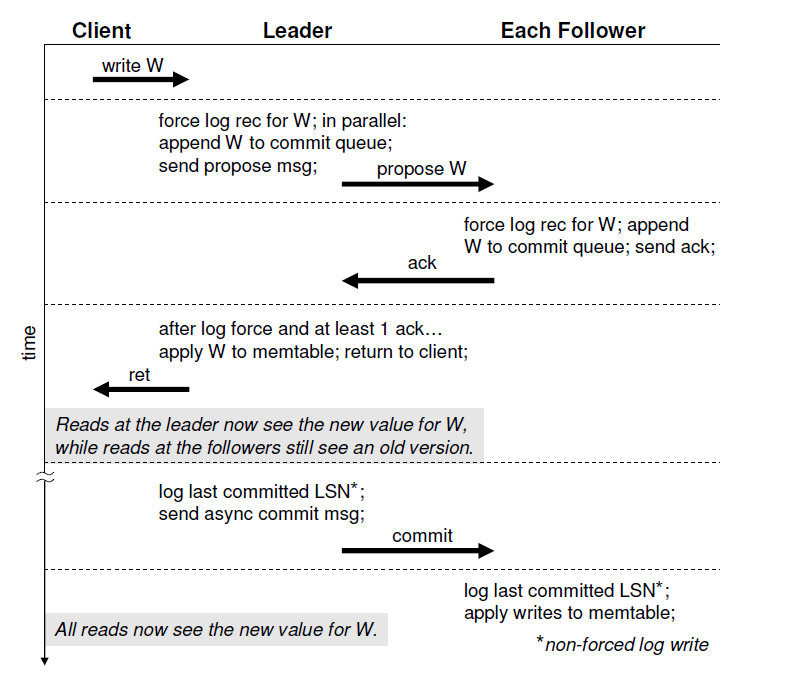 Client Leader Each Follower
write W
force log rec for W; in parallel:
append W to commit queue;
send propose msg;
propose W
force log rec for W; append
W to commit queue; send ack;
ack
time
after log force and at least 1 ack…
apply W to memtable; return to client;
ret
Reads at the leader now see the new value for W,
while reads at the followers still see an old version.
log last committed LSN*;
send async commit msg;
commit
log last committed LSN*;
apply writes to memtable;
All reads now see the new value for W.
*non-forced log write